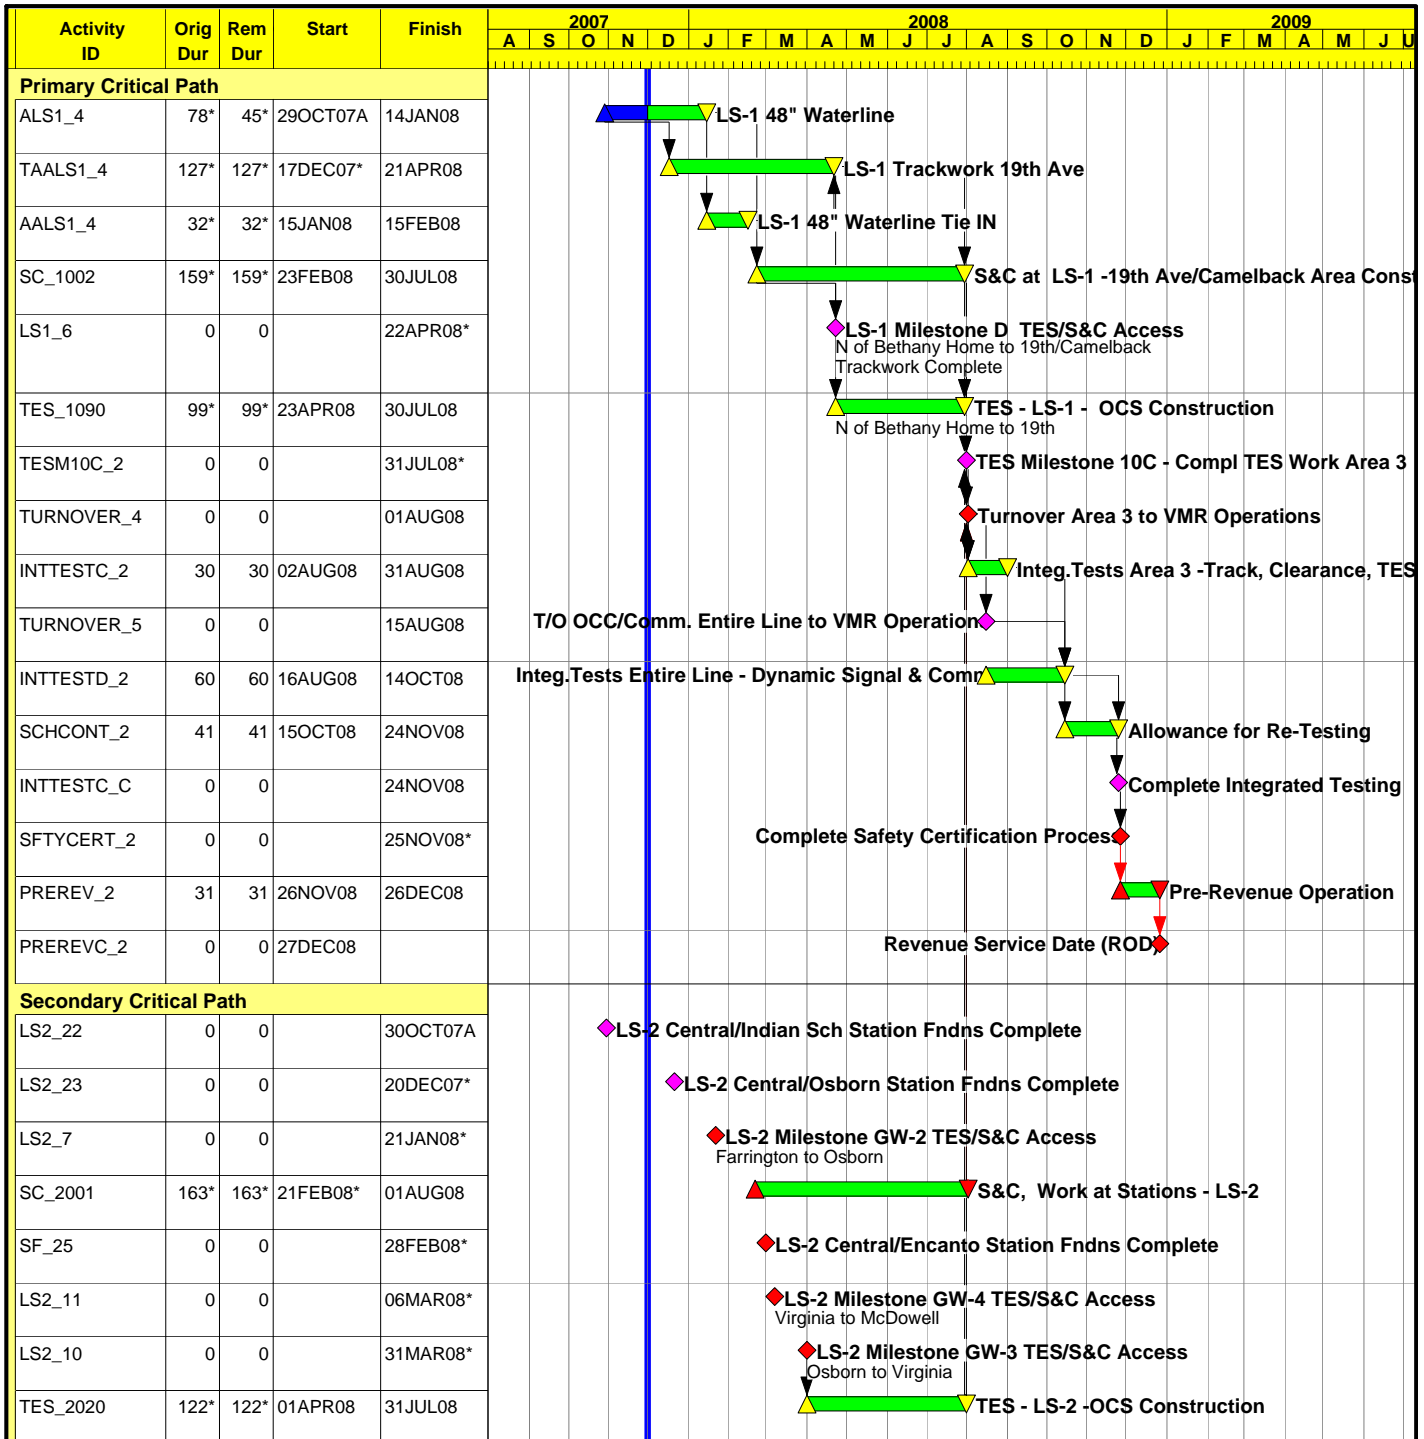 Activity ID Orig Dur Rem Dur Start Finish 2007 2008 2009
A S O N D J F M A M J J A S O N D J F M A M J
Primary Critical Path
ALS1_4 78* 45* 29OCT07A 14JAN08 LS-1 48" Waterline
TAALS1_4 127* 127* 17DEC07* 21APR08 LS-1 Trackwork 19th Ave
AALS1_4 32* 32* 15JAN08 15FEB08 LS-1 48" Waterline Tie IN
SC_1002 159* 159* 23FEB08 30JUL08 S&C at LS-1 -19th Ave/Camelback Area Const
LS1_6 0 0 22APR08* LS-1 Milestone D TES/S&C Access
N of Bethany Home to 19th/Camelback
Trackwork Complete
TES_1090 99* 99* 23APR08 30JUL08 TES - LS-1 - OCS Construction
N of Bethany Home to 19th
TESM10C_2 0 0 31JUL08* TES Milestone 10C - Compl TES Work Area 3
TURNOVER_4 0 0 01AUG08 Turnover Area 3 to VMR Operations
INTTESTC_2 30 30 02AUG08 31AUG08 Integ.Tests Area 3 -Track, Clearance, TES
TURNOVER_5 0 0 15AUG08 T/O OCC/Comm. Entire Line to VMR Operation
INTTESTD_2 60 60 16AUG08 14OCT08 Integ.Tests Entire Line - Dynamic Signal & Comm
SCHCONT_2 41 41 15OCT08 24NOV08 Allowance for Re-Testing
INTTESTC_C 0 0 24NOV08 Complete Integrated Testing
SFTYCERT_2 0 0 25NOV08* Complete Safety Certification Process
PREREV_2 31 31 26NOV08 26DEC08 Pre-Revenue Operation
PREREVC_2 0 0 27DEC08 Revenue Service Date (ROD)
Secondary Critical Path
LS2_22 0 0 30OCT07A LS-2 Central/Indian Sch Station Fndns Complete
LS2_23 0 0 20DEC07* LS-2 Central/Osborn Station Fndns Complete
LS2_7 0 0 21JAN08* LS-2 Milestone GW-2 TES/S&C Access
Farrington to Osborn
SC_2001 163* 163* 21FEB08* 01AUG08 S&C, Work at Stations - LS-2
SF_25 0 0 28FEB08* LS-2 Central/Encanto Station Fndns Complete
LS2_11 0 0 06MAR08* LS-2 Milestone GW-4 TES/S&C Access
Virginia to McDowell
LS2_10 0 0 31MAR08* LS-2 Milestone GW-3 TES/S&C Access
Osborn to Virginia
TES_2020 122* 122* 01APR08 31JUL08 TES - LS-2 -OCS Construction